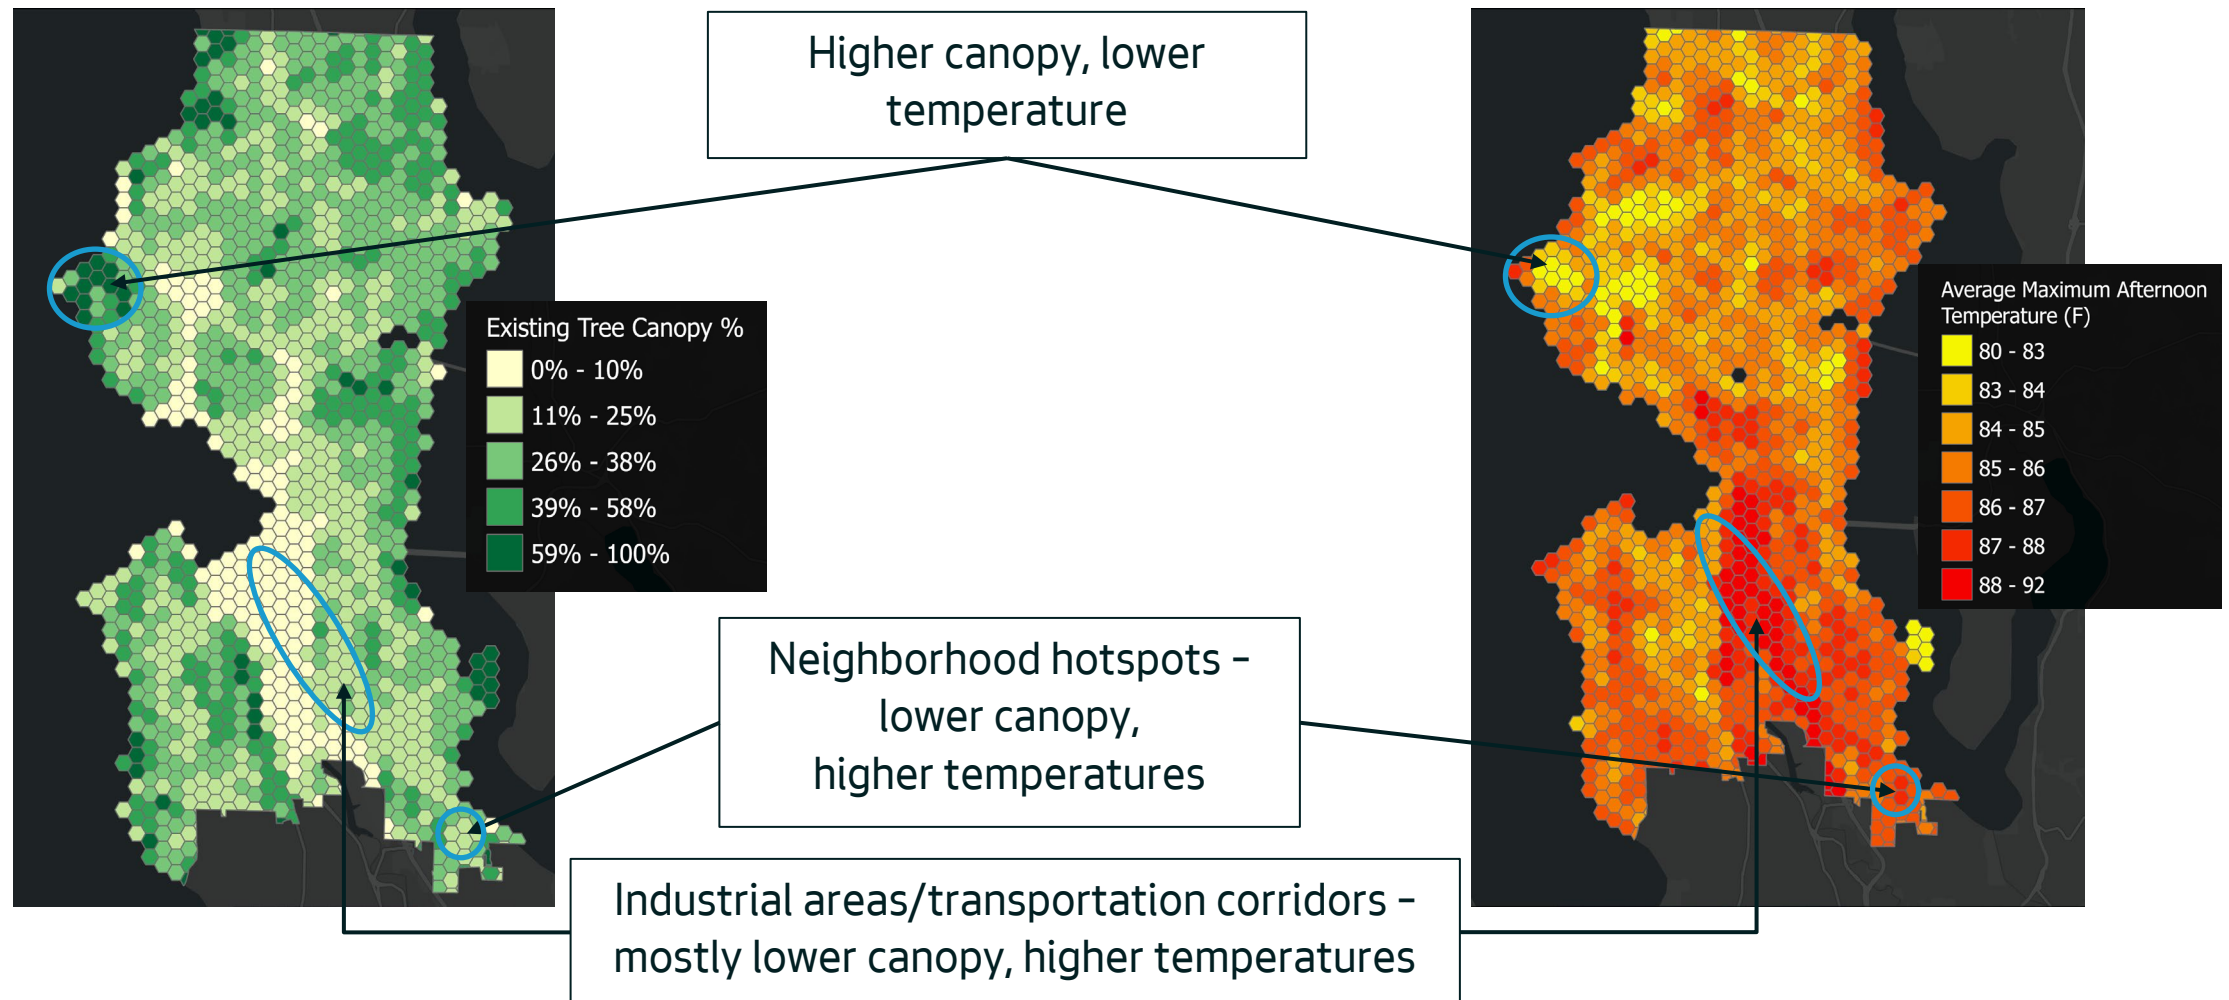 Higher canopy, lower
temperature
Existing Tree Canopy %
0% - 10%
11% - 25%
26% - 38%
39% - 58%
59% - 100%
Average Maximum Afternoon
Temperature (F)
80 - 83
83 - 84
84 - 85
85 - 86
86 - 87
87 - 88
88 - 92
Neighborhood hotspots –
lower canopy,
higher temperatures
Industrial areas/transportation corridors –
mostly lower canopy, higher temperatures